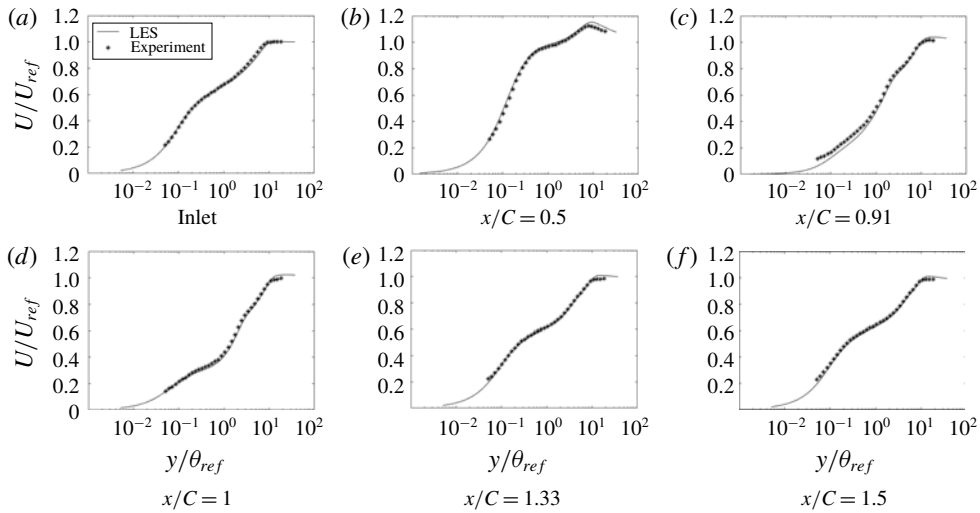 (a) (b) (c)
LES
Experiment
U/U_ref
1.2 1.0 0.8 0.6 0.4 0.2 0
1.2 1.0 0.8 0.6 0.4 0.2 0
1.2 1.0 0.8 0.6 0.4 0.2 0
10^−2 10^−1 10^0 10^1 10^2
10^−2 10^−1 10^0 10^1 10^2
10^−2 10^−1 10^0 10^1 10^2
Inlet x/C = 0.5 x/C = 0.91
(d) (e) (f)
U/U_ref
1.2 1.0 0.8 0.6 0.4 0.2 0
1.2 1.0 0.8 0.6 0.4 0.2
1.2 1.0 0.8 0.6 0.4 0.2
10^−2 10^−1 10^0 10^1 10^2
10^−2 10^−1 10^0 10^1 10^2
10^−2 10^−1 10^0 10^1 10^2
y/θ_ref y/θ_ref y/θ_ref
x/C = 1 x/C = 1.33 x/C = 1.5